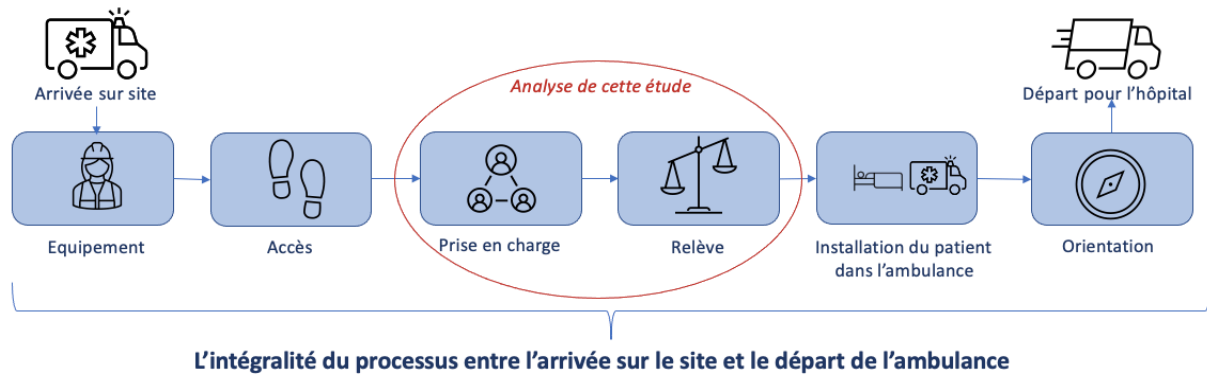 Arrivée sur site
Analyse de cette étude
Départ pour l’hôpital
Equipement
Accès
Prise en charge
Relève
Installation du patient
dans l’ambulance
Orientation
L’intégralité du processus entre l’arrivée sur le site et le départ de l’ambulance